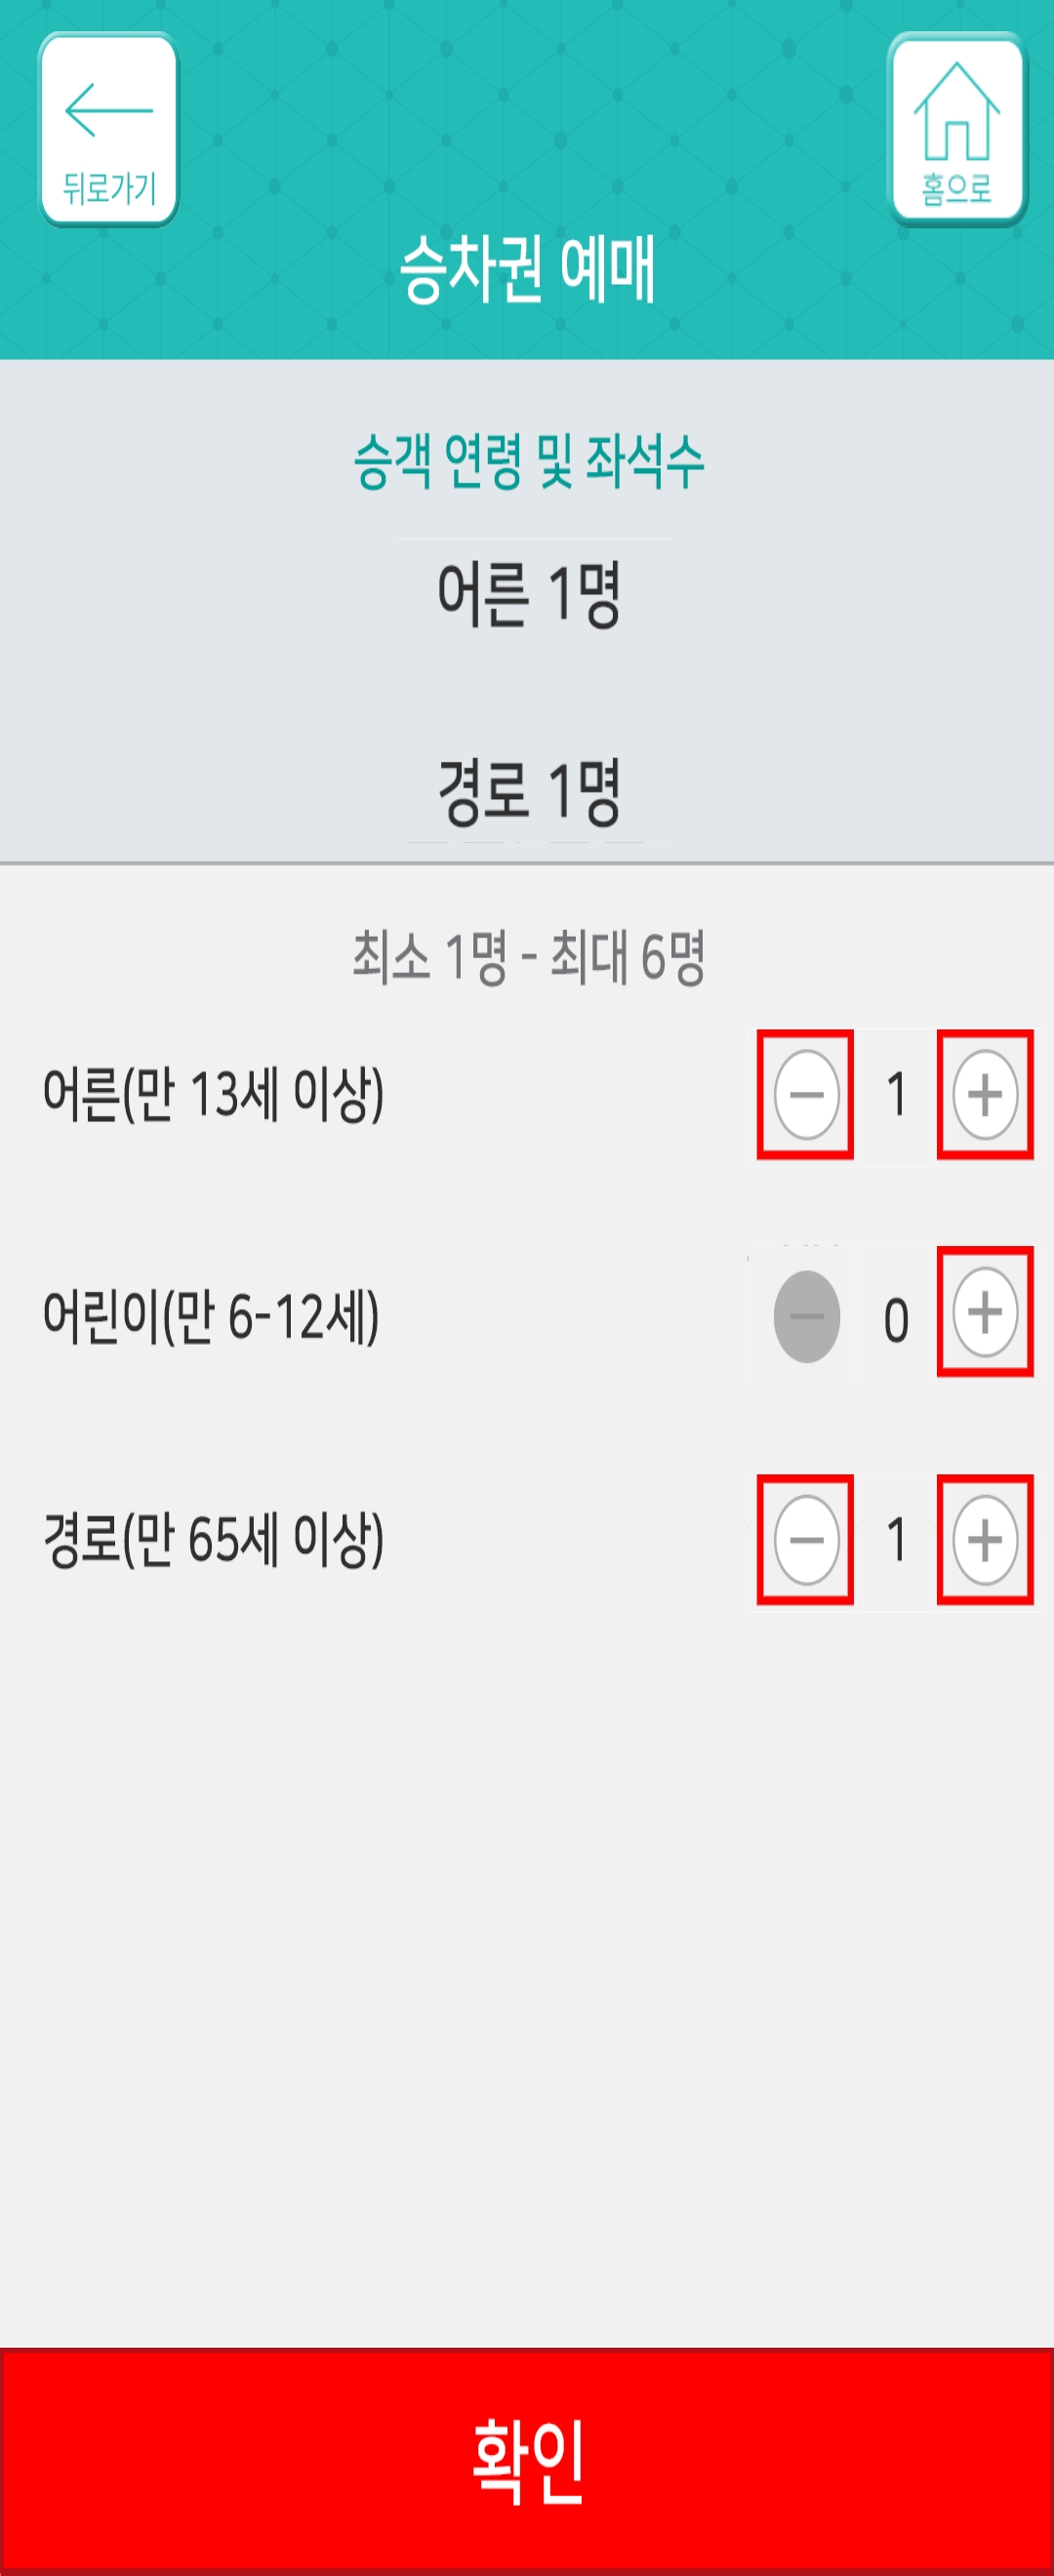 뒤로가기
홈으로
승차권 예매
승객 연령 및 좌석수
어른 1명
경로 1명
최소 1명 - 최대 6명
어른(만 13세 이상) - 1 +
어린이(만 6-12세) - 0 +
경로(만 65세 이상) - 1 +
확인